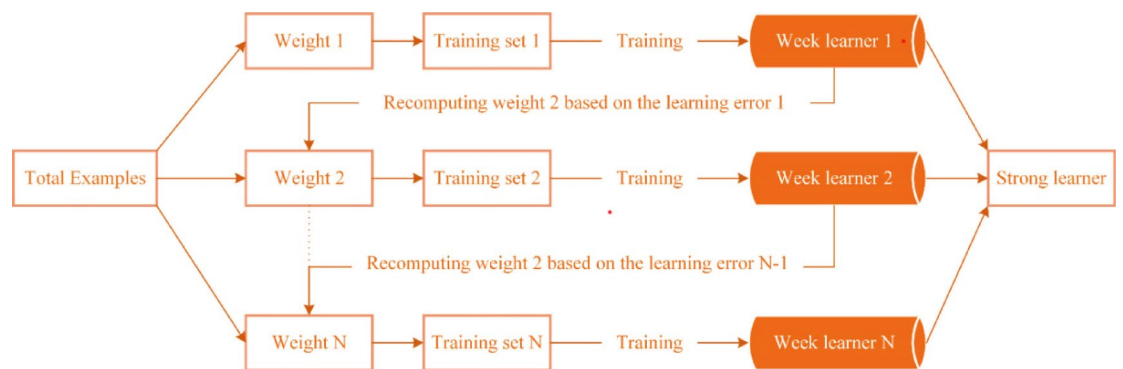 Weight 1
Training set 1
Training
Week learner 1
Recomputing weight 2 based on the learning error 1
Total Examples
Weight 2
Training set 2
Training
Week learner 2
Strong learner
Recomputing weight 2 based on the learning error N-1
Weight N
Training set N
Training
Week learner N